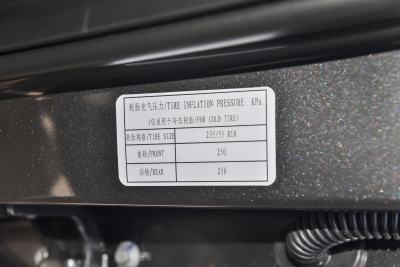 轮胎充气压力/TIRE INFLATION PRESSURE KPa
(仅适用于冷态轮胎/FOR COLD TIRE)
轮胎规格/TIRE SIZE 235/55 R18
前轮/FRONT 250
后轮/REAR 250